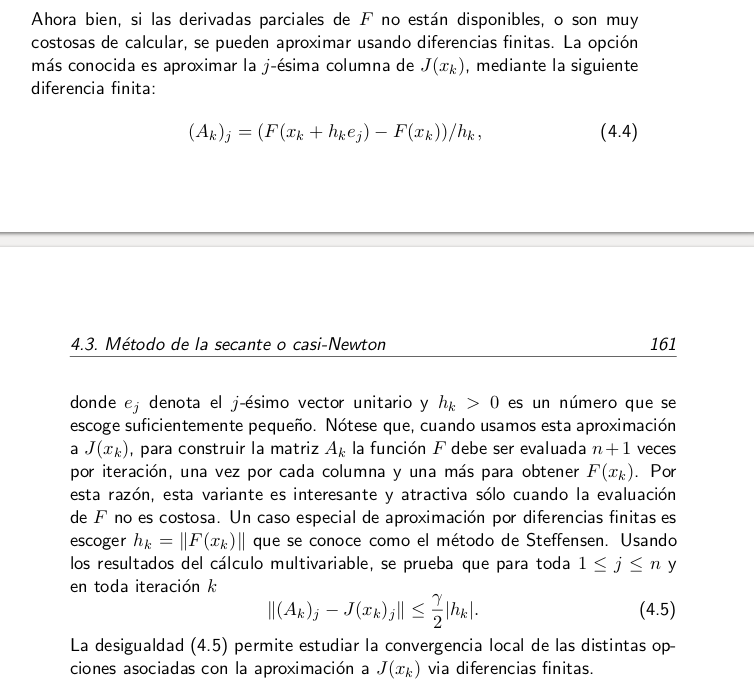 Ahora bien, si las derivadas parciales de F no están disponibles, o son muy
costosas de calcular, se pueden aproximar usando diferencias finitas. La opción
más conocida es aproximar la j-ésima columna de J(x_k), mediante la siguiente
diferencia finita:
(A_k)_j = (F(x_k + h_k e_j) − F(x_k))/h_k, (4.4)
4.3. Método de la secante o casi-Newton 161
donde e_j denota el j-ésimo vector unitario y h_k > 0 es un número que se
escoge suficientemente pequeño. Nótese que, cuando usamos esta aproximación
a J(x_k), para construir la matriz A_k la función F debe ser evaluada n+1 veces
por iteración, una vez por cada columna y una más para obtener F(x_k). Por
esta razón, esta variante es interesante y atractiva sólo cuando la evaluación
de F no es costosa. Un caso especial de aproximación por diferencias finitas es
escoger h_k = ‖F(x_k)‖ que se conoce como el método de Steffensen. Usando
los resultados del cálculo multivariable, se prueba que para toda 1 ≤ j ≤ n y
en toda iteración k
‖(A_k)_j − J(x_k)_j‖ ≤ γ/2 |h_k|. (4.5)
La desigualdad (4.5) permite estudiar la convergencia local de las distintas op-
ciones asociadas con la aproximación a J(x_k) via diferencias finitas.